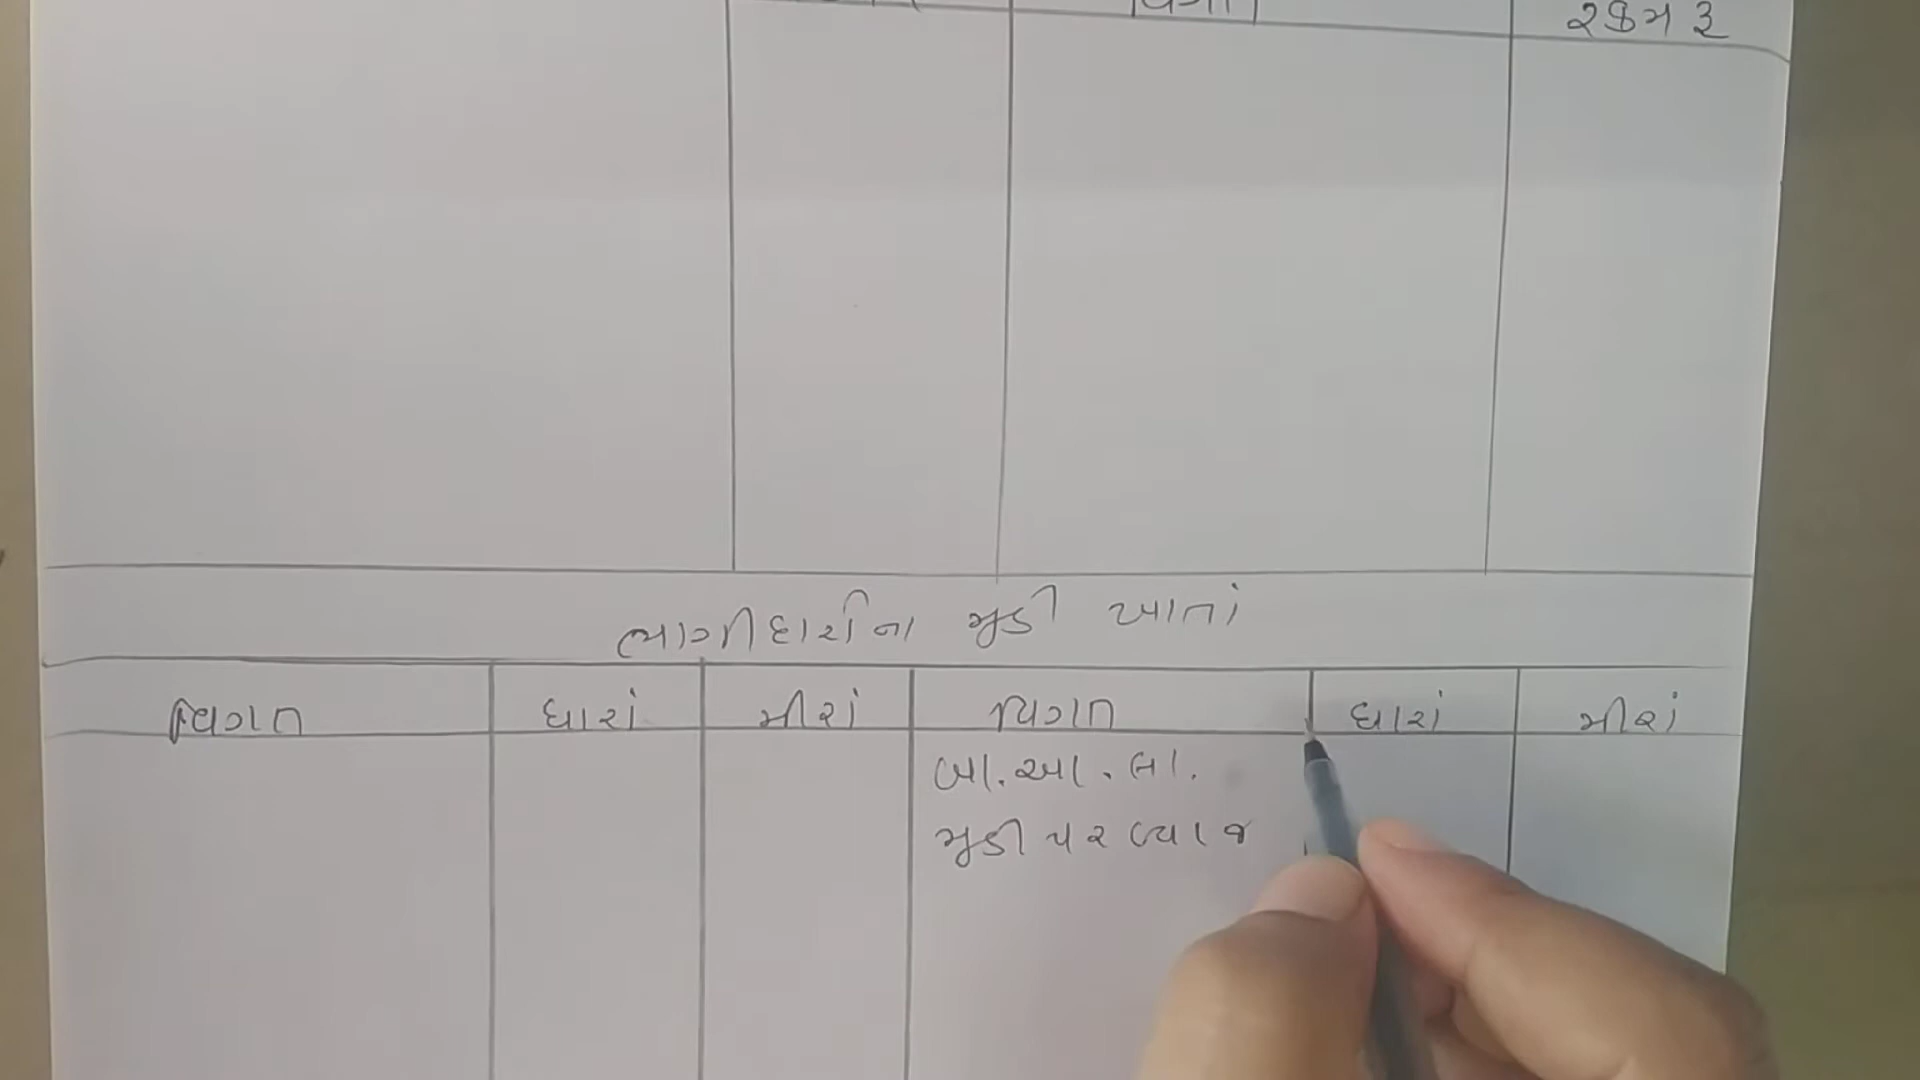 રકમ રૂ
ભાગીદારોના મુડી ખાતાં
વિગત ધારાં મીરાં વિગત ધારાં મીરાં
બા.આ.લા.
મુડી પર વ્યાજ